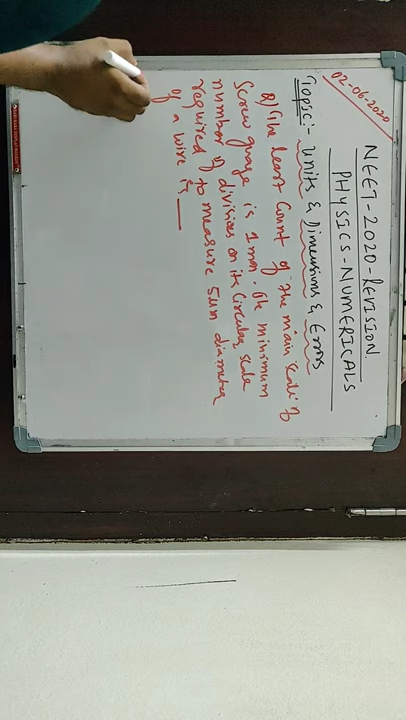 02-06-2020
NEET-2020-REVISION
PHYSICS-NUMERICALS
Topic:- Units & Dimensions & Errors
Q) The least count of the main scale of
Screw guage is 1mm. The minimum
number of divisions on its Circular scale
required to measure 5μm diameter
of a wire is __